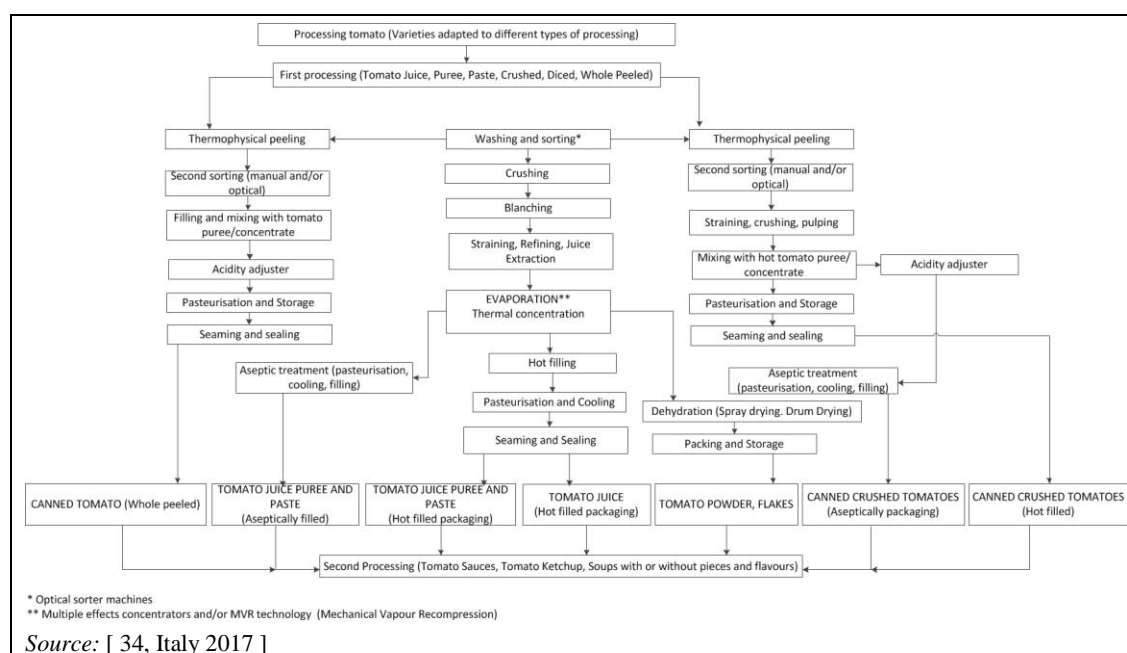 Processing tomato (Varieties adapted to different types of processing)
First processing (Tomato Juice, Puree, Paste, Crushed, Diced, Whole Peeled)
Thermophysical peeling
Second sorting (manual and/or
optical)
Filling and mixing with tomato
puree/concentrate
Acidity adjuster
Pasteurisation and Storage
Seaming and sealing
Washing and sorting*
Crushing
Blanching
Straining, Refining, Juice
Extraction
EVAPORATION**
Thermal concentration
Aseptic treatment (pasteurisation,
cooling, filling)
Hot filling
Pasteurisation and Cooling
Seaming and Sealing
Dehydration (Spray drying. Drum Drying)
Packing and Storage
Thermophysical peeling
Second sorting (manual and/or
optical)
Straining, crushing, pulping
Mixing with hot tomato puree/
concentrate
Acidity adjuster
Pasteurisation and Storage
Seaming and sealing
Aseptic treatment
(pasteurisation, cooling, filling)
CANNED TOMATO (Whole peeled)
TOMATO JUICE PUREE AND
PASTE
(Aseptically filled)
TOMATO JUICE PUREE AND
PASTE
(Hot filled packaging)
TOMATO JUICE
(Hot filled packaging)
TOMATO POWDER, FLAKES
CANNED CRUSHED TOMATOES
(Aseptically packaging)
CANNED CRUSHED TOMATOES
(Hot filled)
Second Processing (Tomato Sauces, Tomato Ketchup, Soups with or without pieces and flavours)
* Optical sorter machines
** Multiple effects concentrators and/or MVR technology (Mechanical Vapour Recompression)
Source: [ 34, Italy 2017 ]